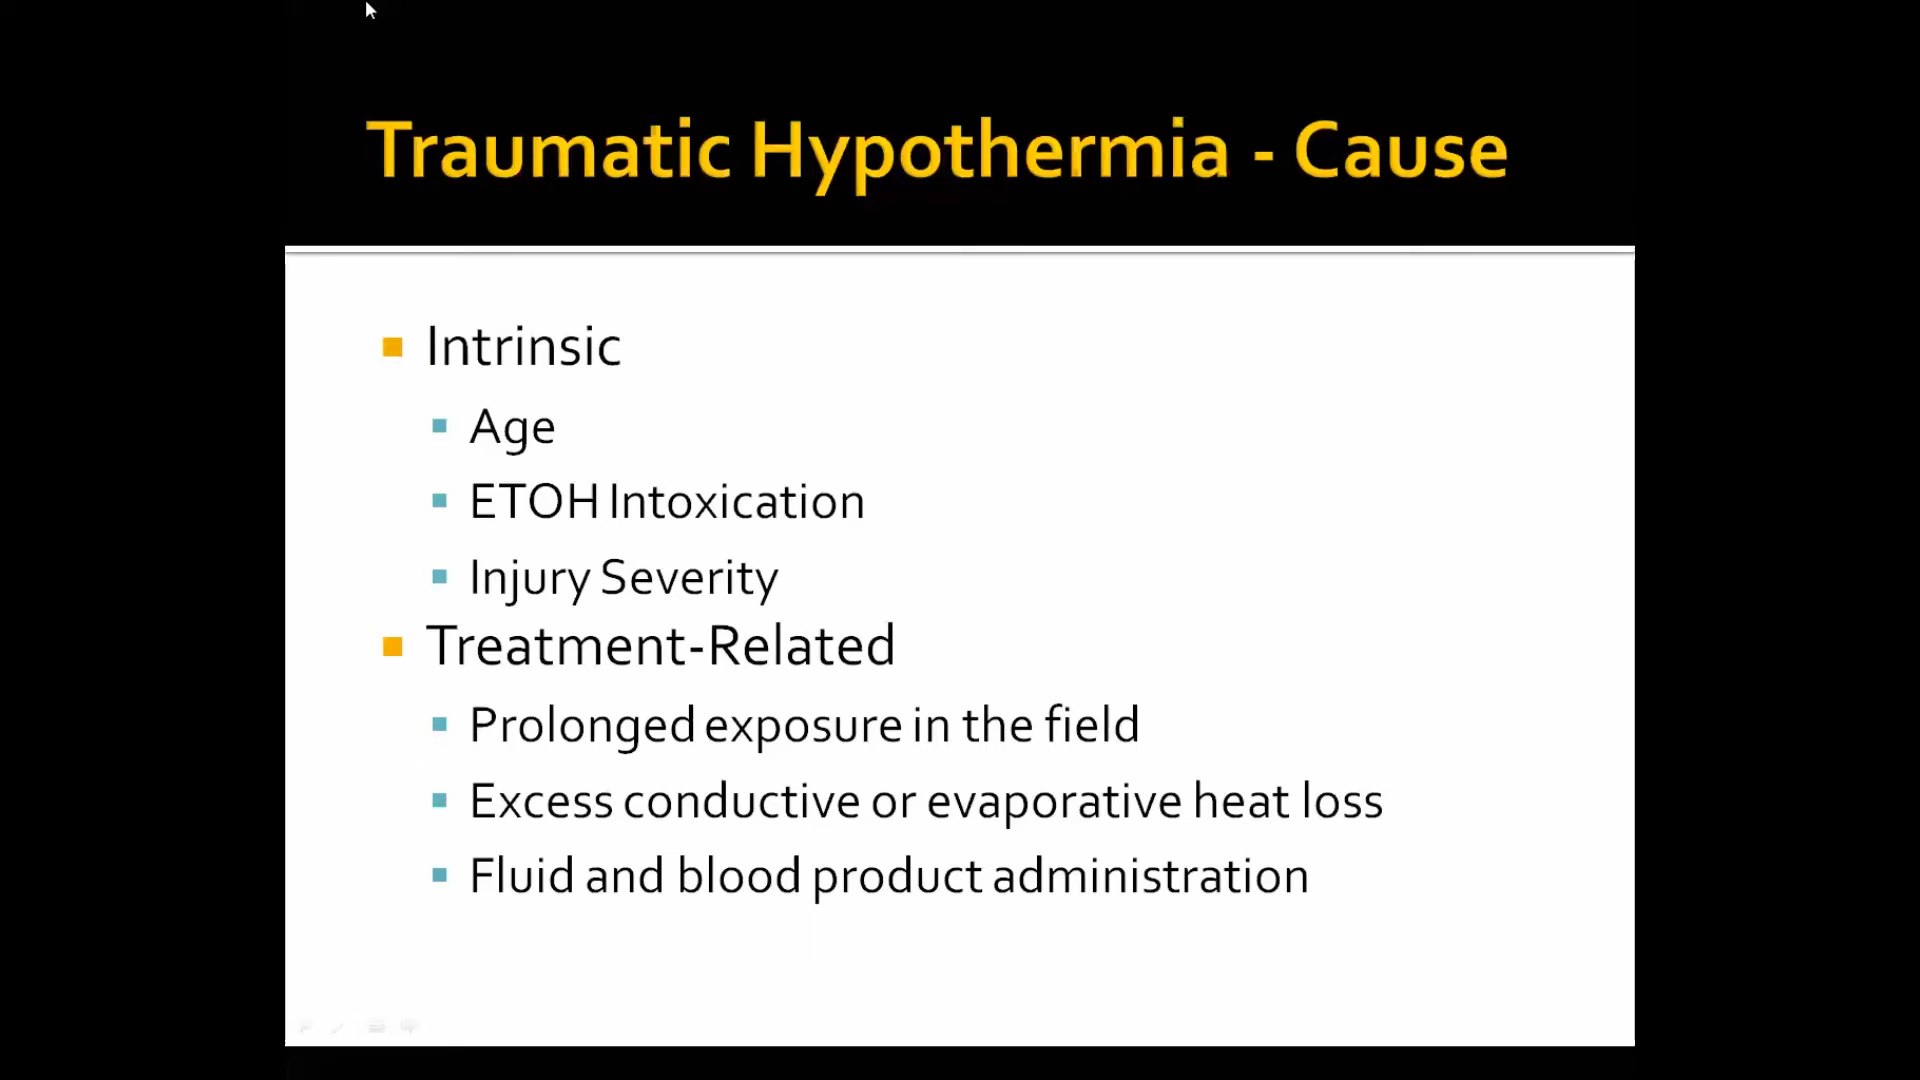 Traumatic Hypothermia - Cause
Intrinsic
Age
ETOH Intoxication
Injury Severity
Treatment-Related
Prolonged exposure in the field
Excess conductive or evaporative heat loss
Fluid and blood product administration